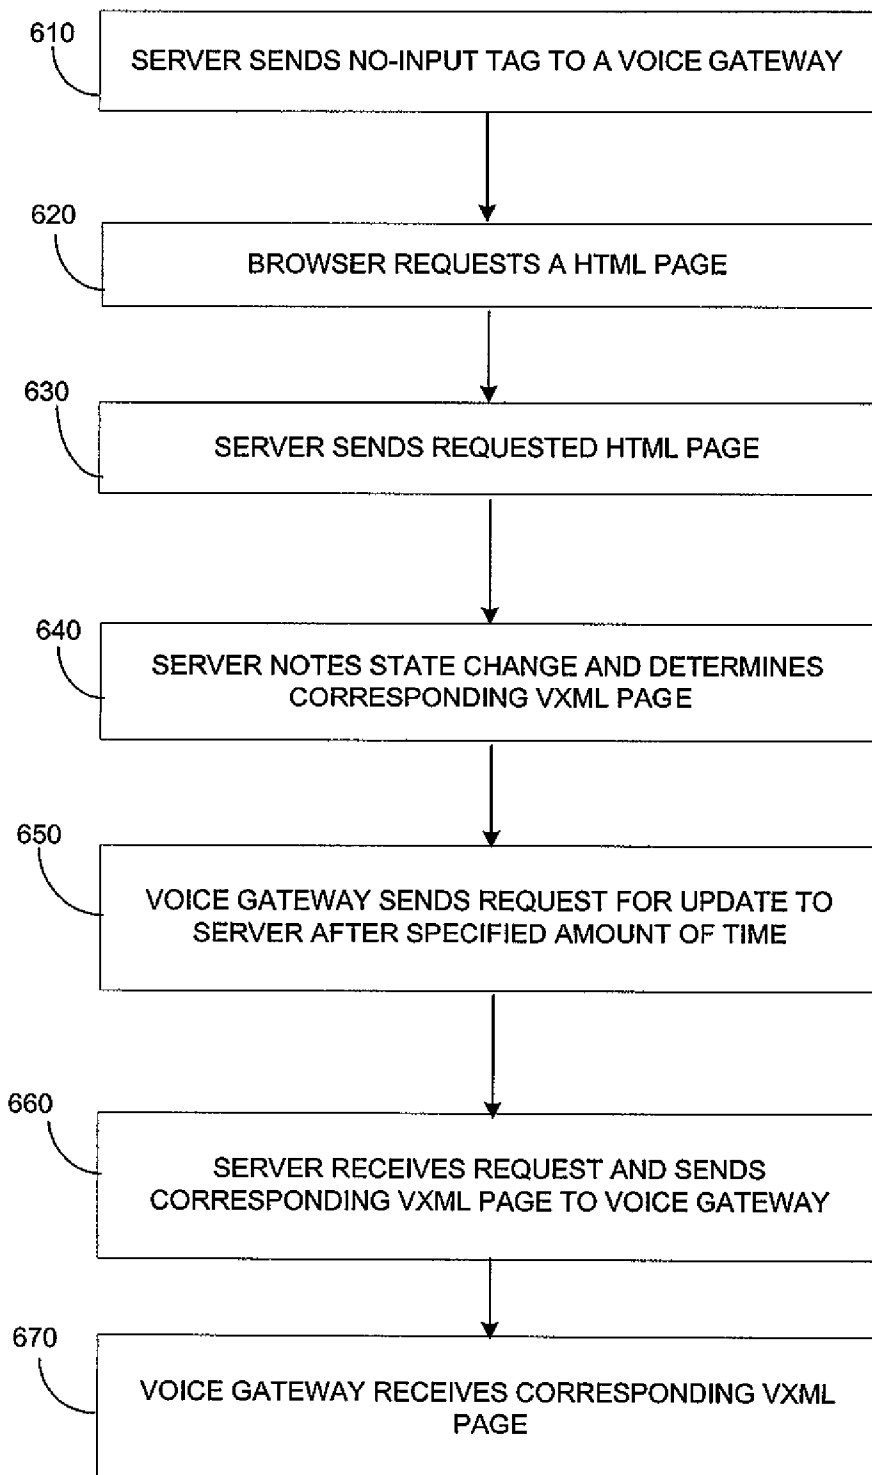 610
SERVER SENDS NO-INPUT TAG TO A VOICE GATEWAY
620
BROWSER REQUESTS A HTML PAGE
630
SERVER SENDS REQUESTED HTML PAGE
640
SERVER NOTES STATE CHANGE AND DETERMINES
CORRESPONDING VXML PAGE
650
VOICE GATEWAY SENDS REQUEST FOR UPDATE TO
SERVER AFTER SPECIFIED AMOUNT OF TIME
660
SERVER RECEIVES REQUEST AND SENDS
CORRESPONDING VXML PAGE TO VOICE GATEWAY
670
VOICE GATEWAY RECEIVES CORRESPONDING VXML
PAGE